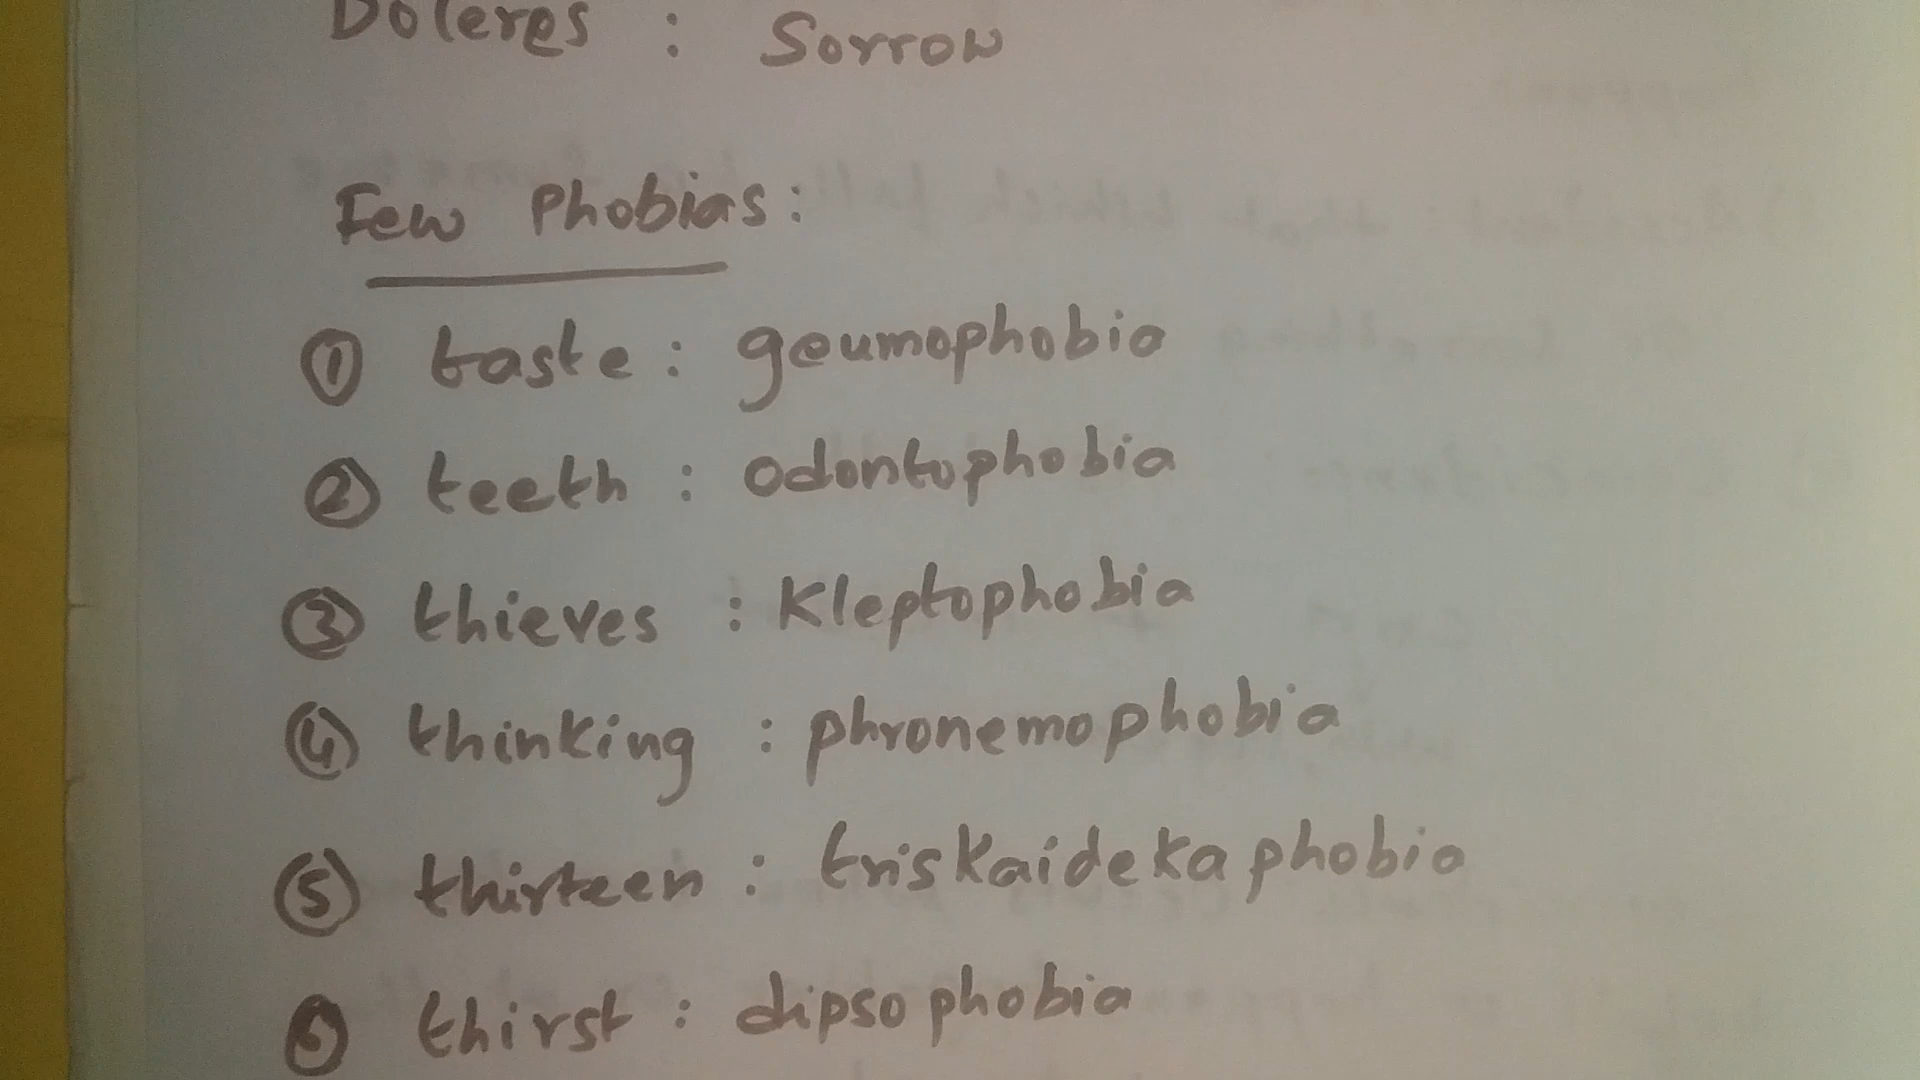 Doleres : Sorrow
Few Phobias:
① taste : geumophobia
② teeth : odontophobia
③ thieves : Kleptophobia
④ thinking : phronemophobia
⑤ thirteen : triskaidekaphobia
⑥ thirst : dipsophobia